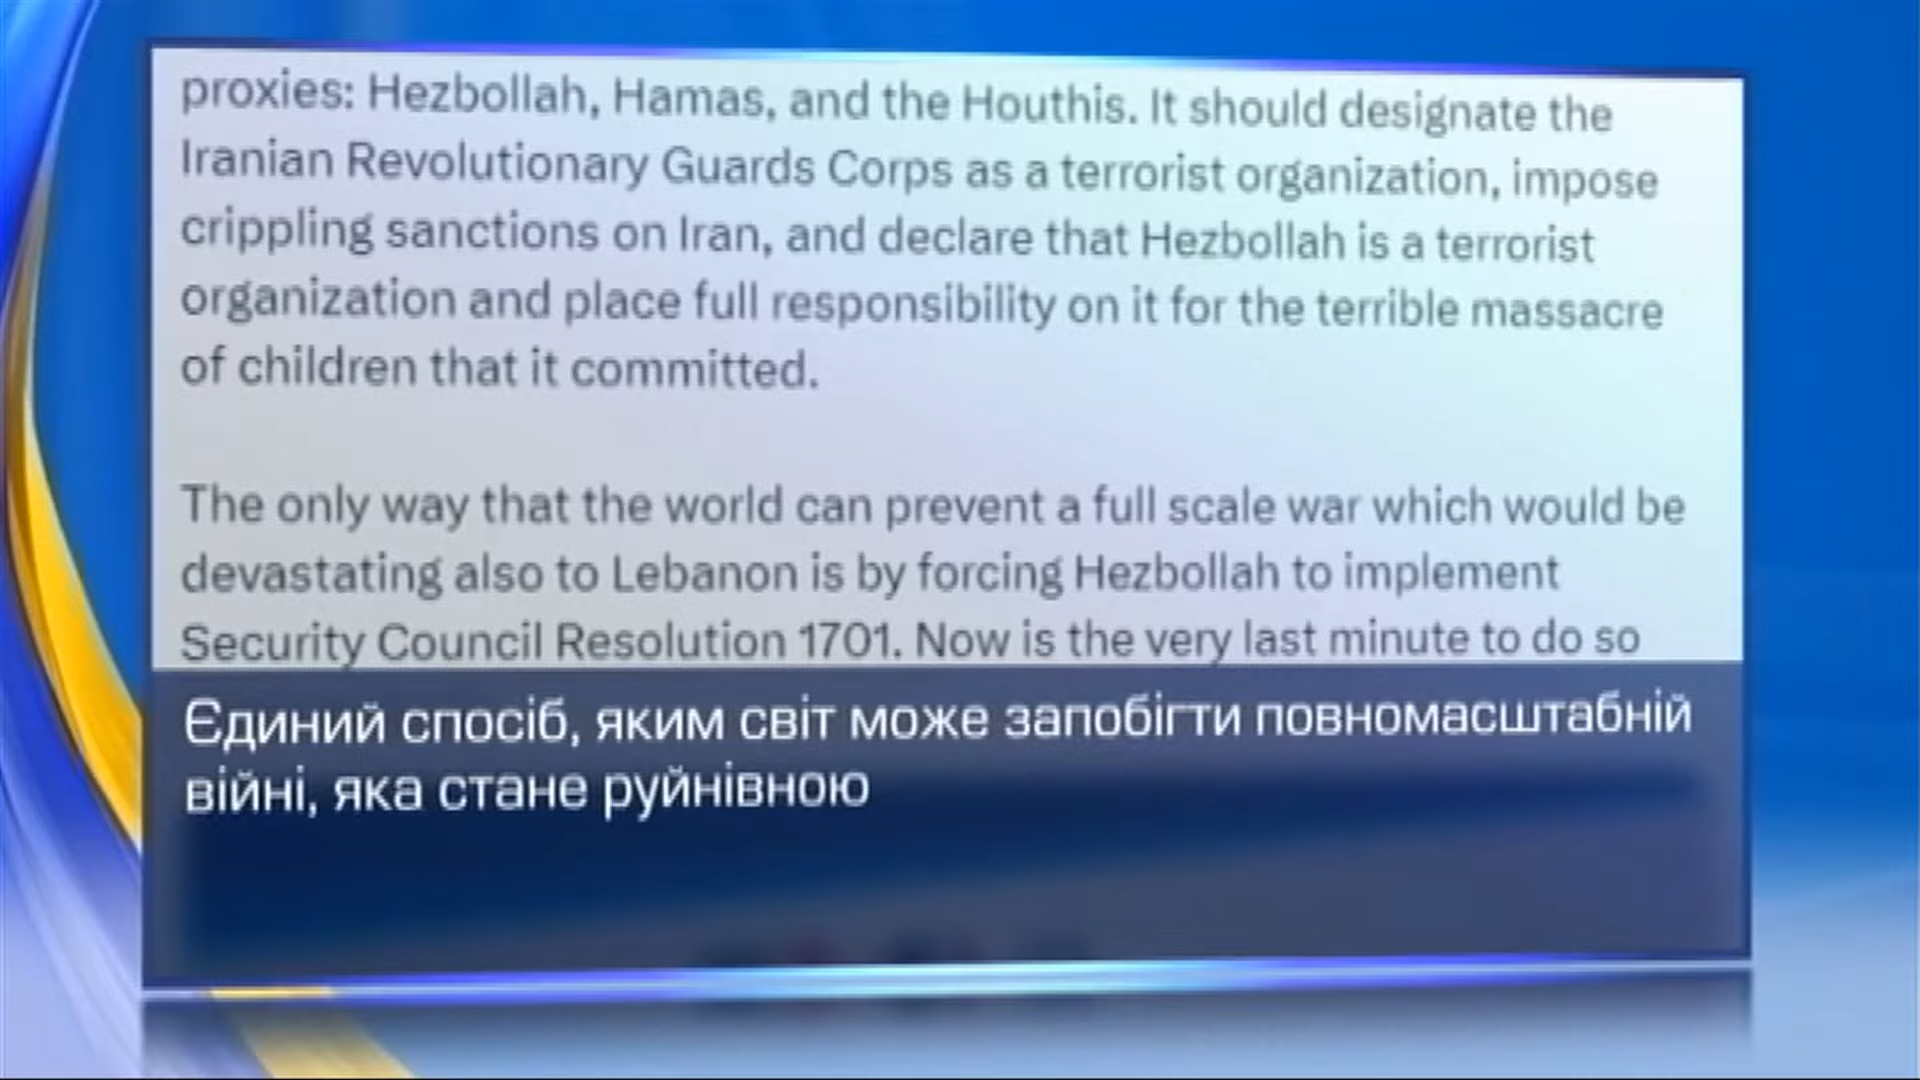 proxies: Hezbollah, Hamas, and the Houthis. It should designate the
Iranian Revolutionary Guards Corps as a terrorist organization, impose
crippling sanctions on Iran, and declare that Hezbollah is a terrorist
organization and place full responsibility on it for the terrible massacre
of children that it committed.
The only way that the world can prevent a full scale war which would be
devastating also to Lebanon is by forcing Hezbollah to implement
Security Council Resolution 1701. Now is the very last minute to do so
Єдиний спосіб, яким світ може запобігти повномасштабній
війні, яка стане руйнівною